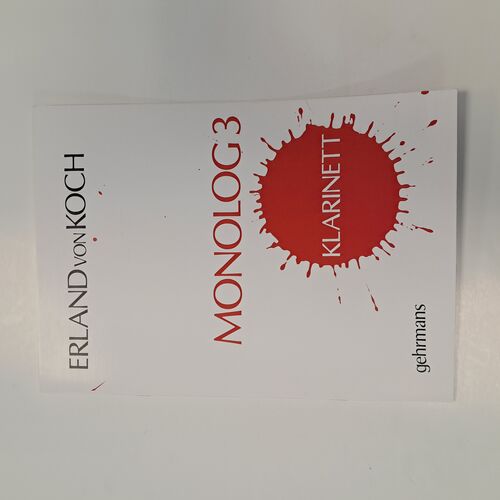 ERLAND VON KOCH
MONOLOG 3
KLARINETT
gehrmans